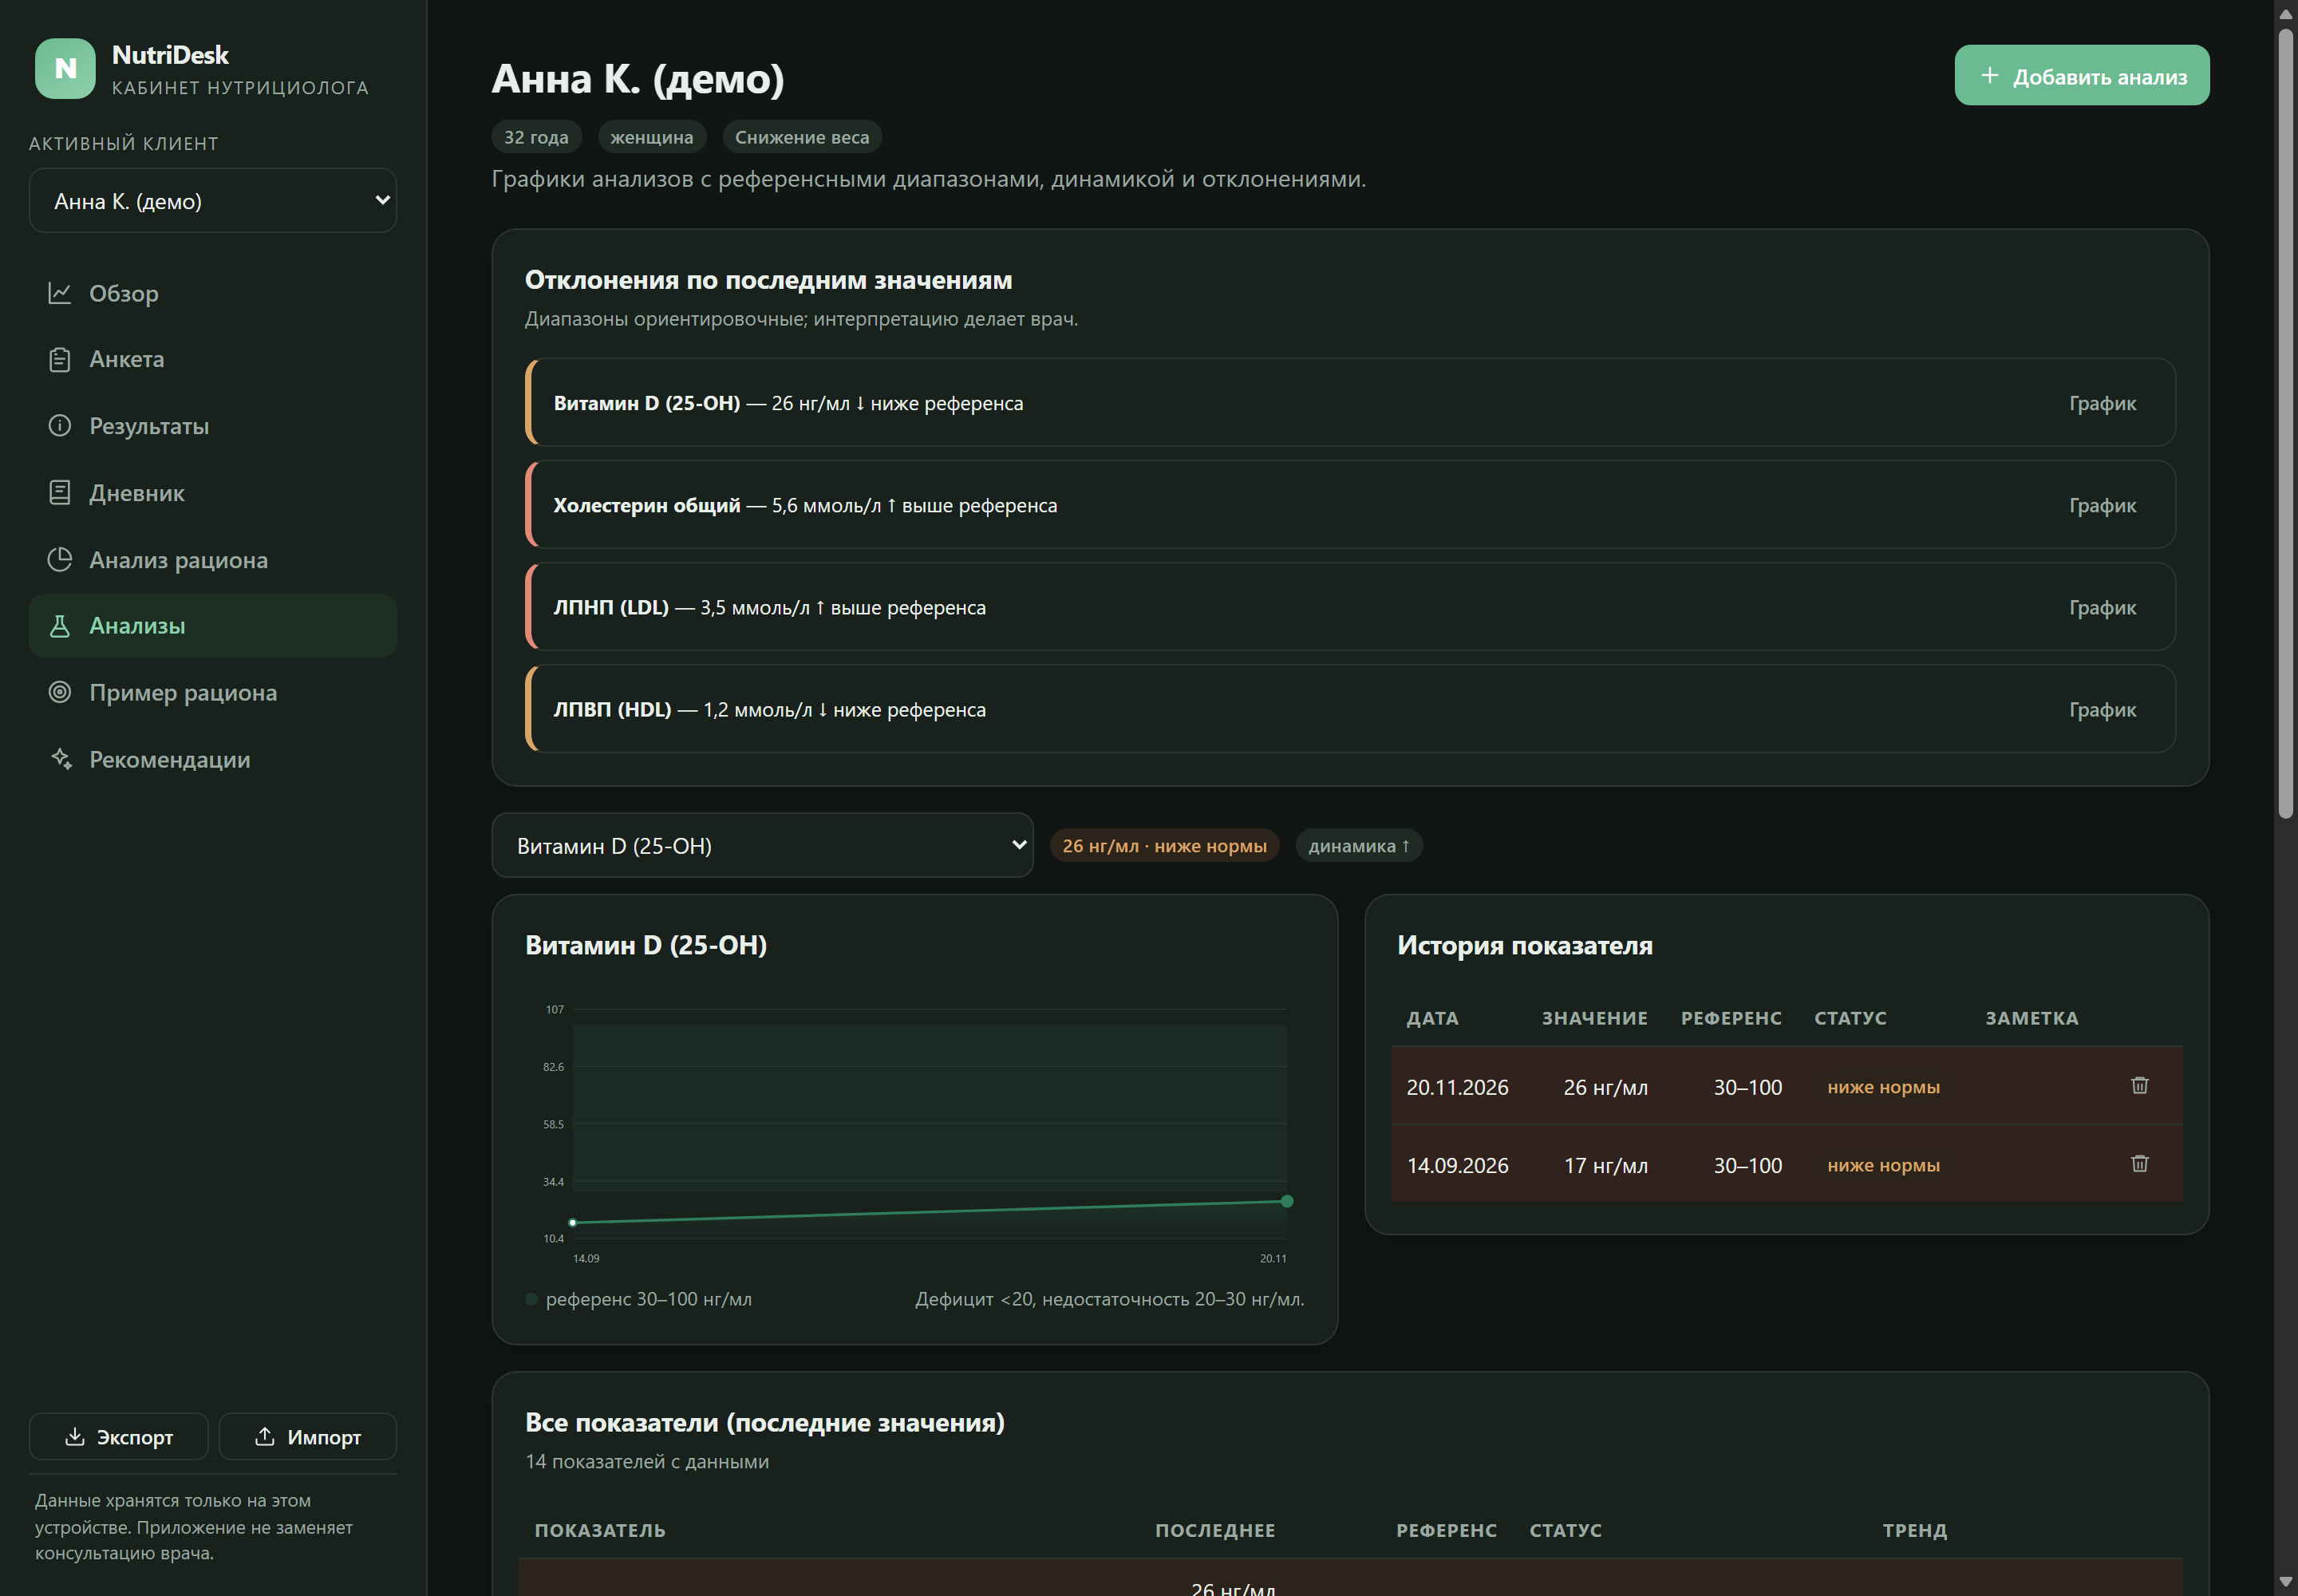 N
NutriDesk
КАБИНЕТ НУТРИЦИОЛОГА
АКТИВНЫЙ КЛИЕНТ
Анна К. (демо)
Обзор
Анкета
Результаты
Дневник
Анализ рациона
Анализы
Пример рациона
Рекомендации
Экспорт
Импорт
Данные хранятся только на этом
устройстве. Приложение не заменяет
консультацию врача.
Анна К. (демо)
+ Добавить анализ
32 года
женщина
Снижение веса
Графики анализов с референсными диапазонами, динамикой и отклонениями.
Отклонения по последним значениям
Диапазоны ориентировочные; интерпретацию делает врач.
Витамин D (25-OH) — 26 нг/мл ↓ ниже референса
График
Холестерин общий — 5,6 ммоль/л ↑ выше референса
График
ЛПНП (LDL) — 3,5 ммоль/л ↑ выше референса
График
ЛПВП (HDL) — 1,2 ммоль/л ↓ ниже референса
График
Витамин D (25-OH)
26 нг/мл · ниже нормы
динамика ↑
Витамин D (25-OH)
107
82.6
58.5
34.4
10.4
14.09
20.11
референс 30–100 нг/мл
Дефицит <20, недостаточность 20–30 нг/мл.
История показателя
ДАТА ЗНАЧЕНИЕ РЕФЕРЕНС СТАТУС ЗАМЕТКА
20.11.2026 26 нг/мл 30–100 ниже нормы
14.09.2026 17 нг/мл 30–100 ниже нормы
Все показатели (последние значения)
14 показателей с данными
ПОКАЗАТЕЛЬ ПОСЛЕДНЕЕ РЕФЕРЕНС СТАТУС ТРЕНД
26 нг/мл